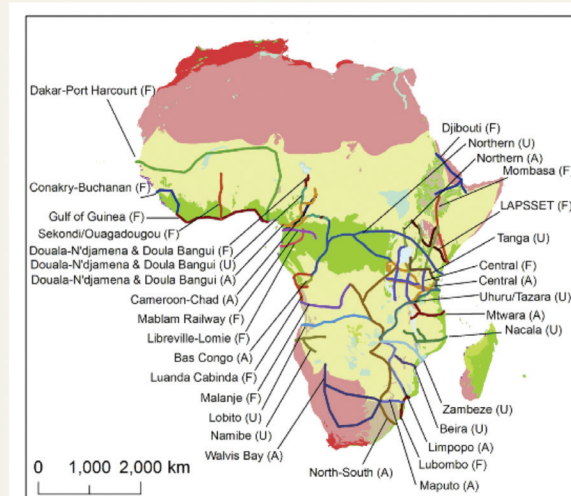 Dakar-Port Harcourt (F)
Conakry-Buchanan (F)
Gulf of Guinea (F)
Sekondi/Ouagadougou (F)
Douala-N'djamena & Doula Bangui (F)
Douala-N'djamena & Doula Bangui (U)
Douala-N'djamena & Doula Bangui (A)
Cameroon-Chad (A)
Mablam Railway (F)
Libreville-Lomie (F)
Bas Congo (A)
Luanda Cabinda (F)
Malanje (F)
Lobito (U)
Namibe (U)
Walvis Bay (A)
North-South (A)
Djibouti (F)
Northern (U)
Northern (A)
Mombasa (F)
LAPSSET (F)
Tanga (U)
Central (F)
Central (A)
Uhuru/Tazara (U)
Mtwara (A)
Nacala (U)
Zambeze (U)
Beira (U)
Limpopo (A)
Lubombo (F)
Maputo (A)
0 1,000 2,000 km